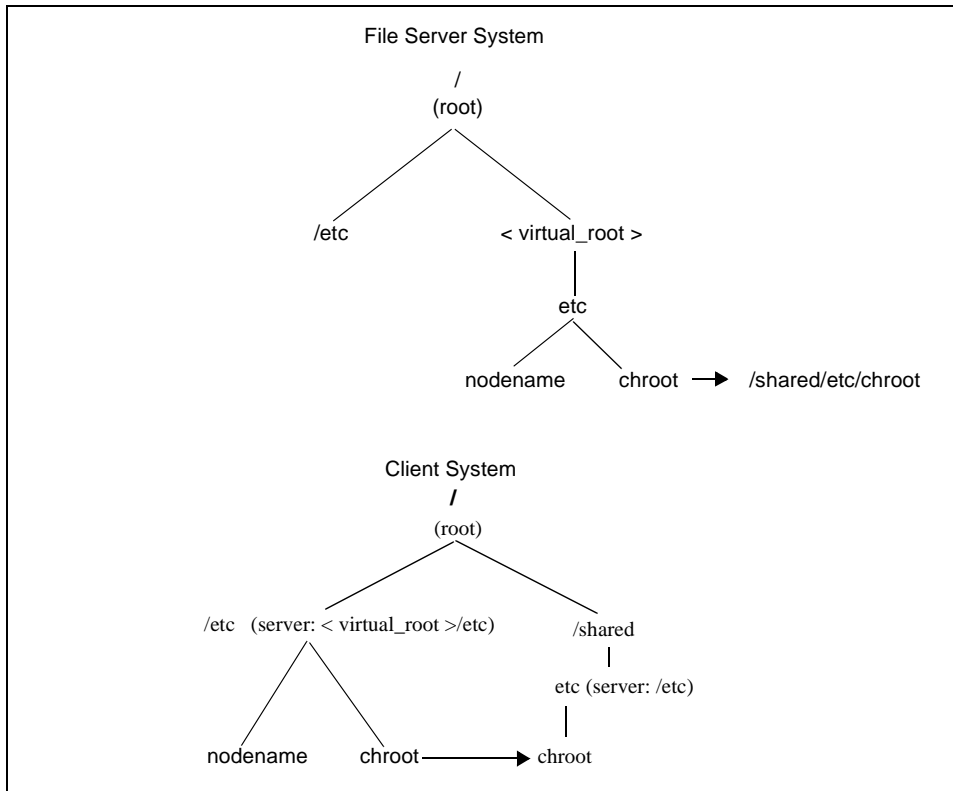 File Server System
/
(root)
/etc < virtual_root >
etc
nodename chroot /shared/etc/chroot
Client System
/
(root)
/etc (server: < virtual_root >/etc) /shared
etc (server: /etc)
nodename chroot chroot